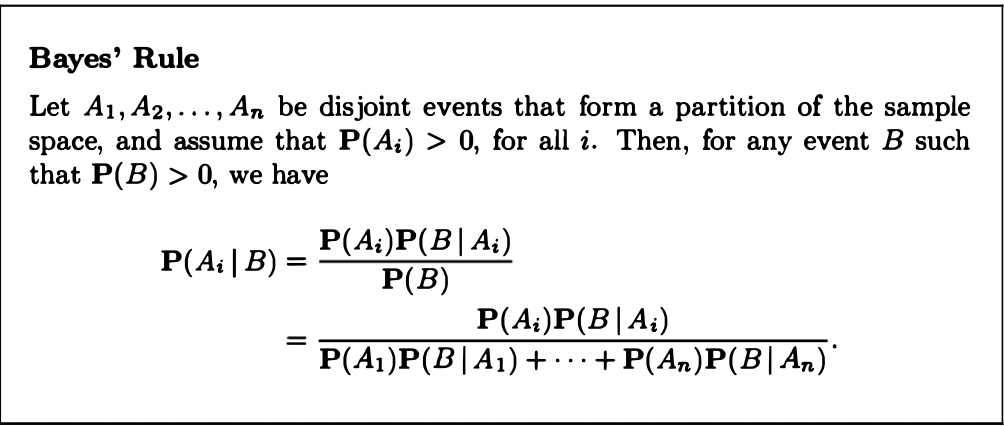 Bayes' Rule
Let A₁, A₂, . . . , Aₙ be disjoint events that form a partition of the sample
space, and assume that P(Aᵢ) > 0, for all i. Then, for any event B such
that P(B) > 0, we have
P(Aᵢ | B) = P(Aᵢ)P(B | Aᵢ) / P(B)
= P(Aᵢ)P(B | Aᵢ) / P(A₁)P(B | A₁) + · · · + P(Aₙ)P(B | Aₙ).